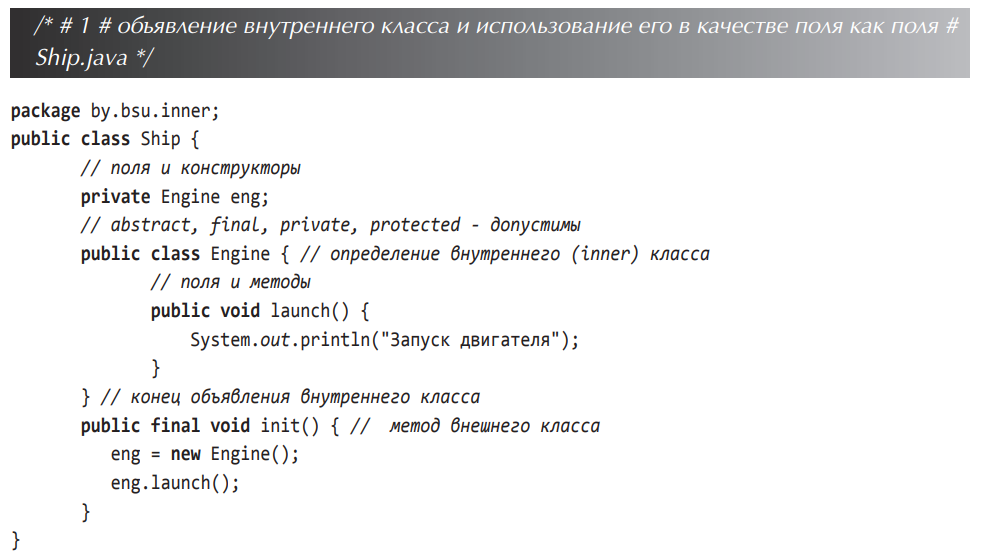 /* # 1 # объявление внутреннего класса и использование его в качестве поля как поля #
Ship.java */
package by.bsu.inner;
public class Ship {
// поля и конструкторы
private Engine eng;
// abstract, final, private, protected - допустимы
public class Engine { // определение внутреннего (inner) класса
// поля и методы
public void launch() {
System.out.println("Запуск двигателя");
}
} // конец объявления внутреннего класса
public final void init() { // метод внешнего класса
eng = new Engine();
eng.launch();
}
}